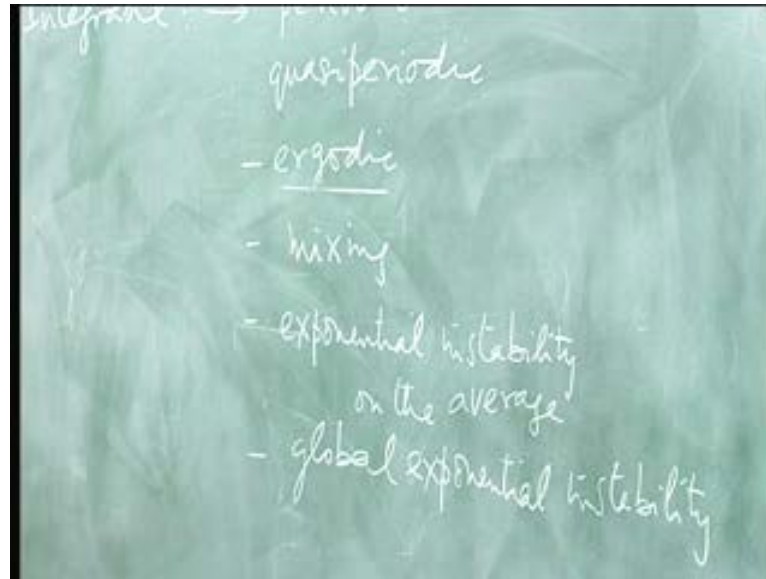 Integrable : →
quasiperiodic
- ergodic
- mixing
- exponential instability
on the average
- global exponential instability